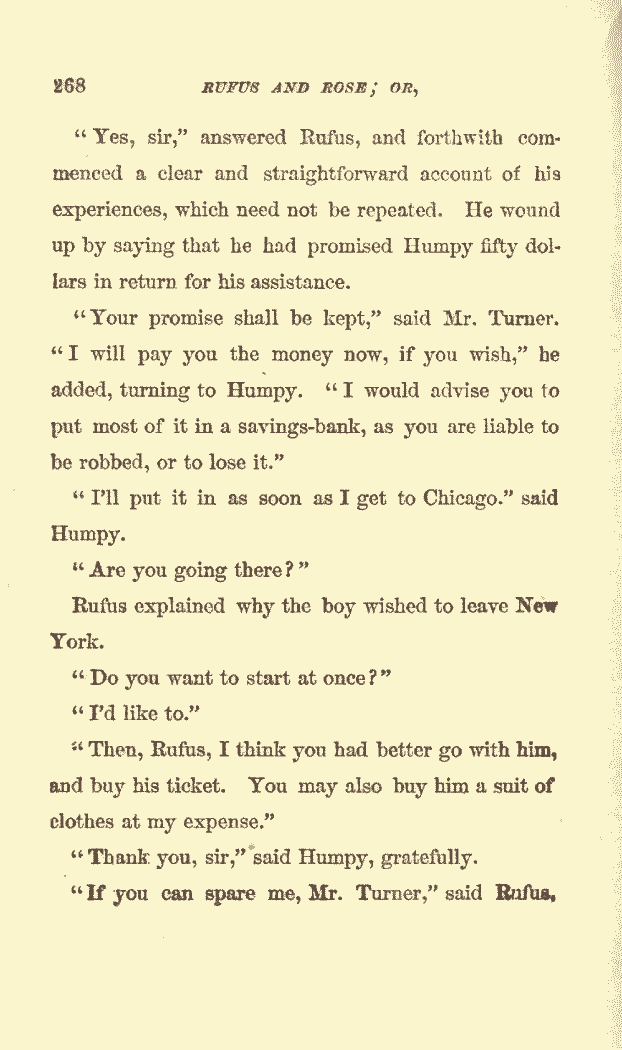 268 RUFUS AND ROSE; OR,
“Yes, sir,” answered Rufus, and forthwith com-
menced a clear and straightforward account of his
experiences, which need not be repeated. He wound
up by saying that he had promised Humpy fifty dol-
lars in return for his assistance.
“Your promise shall be kept,” said Mr. Turner.
“I will pay you the money now, if you wish,” he
added, turning to Humpy. “I would advise you to
put most of it in a savings-bank, as you are liable to
be robbed, or to lose it.”
“I’ll put it in as soon as I get to Chicago.” said
Humpy.
“Are you going there?”
Rufus explained why the boy wished to leave New
York.
“Do you want to start at once?”
“I’d like to.”
“Then, Rufus, I think you had better go with him,
and buy his ticket. You may also buy him a suit of
clothes at my expense.”
“Thank you, sir,” said Humpy, gratefully.
“If you can spare me, Mr. Turner,” said Rufus,